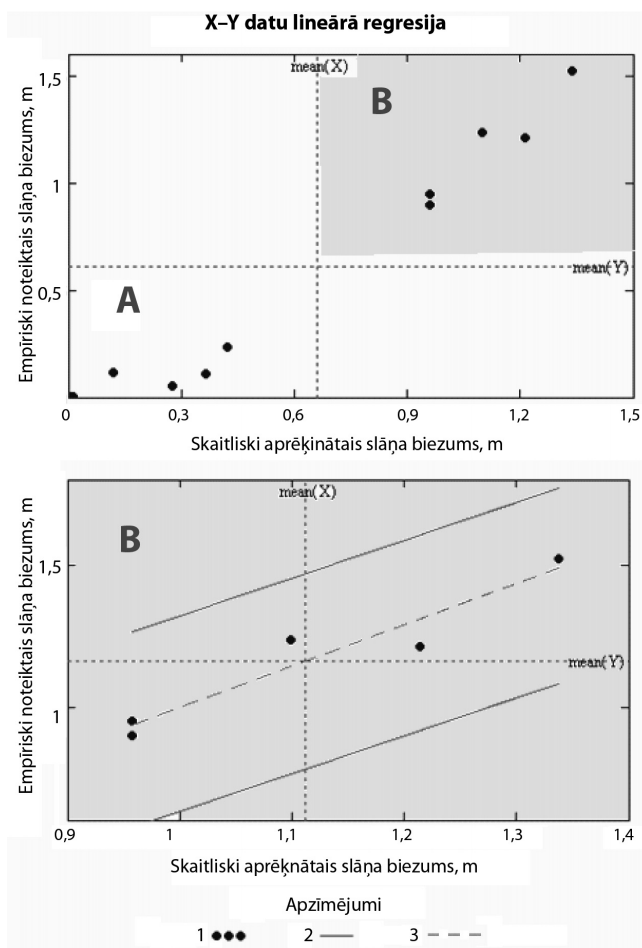 X–Y datu lineārā regresija
Empīriski noteiktais slāņa biezums, m
1,5
1
0,5
mean(X)
B
mean(Y)
A
0
0,3
0,6
0,9
1,2
1,5
Skaitliski aprēķinātais slāņa biezums, m
Empīriski noteiktais slāņa biezums, m
1,5
1
mean(X)
B
mean(Y)
0,9
1
1,1
1,2
1,3
1,4
Skaitliski aprēķnātais slāņa biezums, m
Apzīmējumi
1
2
3